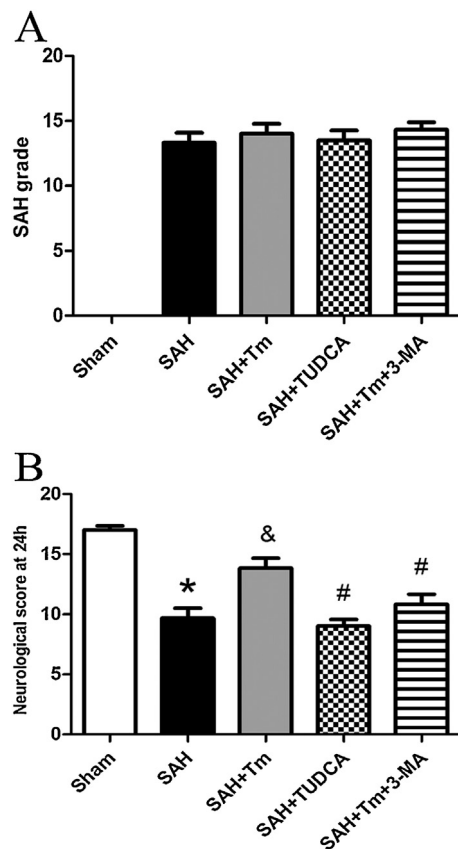 A
SAH grade
20
15
10
5
0
Sham
SAH
SAH+Tm
SAH+TUDCA
SAH+Tm+3-MA
B
Neurological score at 24h
20
15
10
5
0
*
&
#
#
Sham
SAH
SAH+Tm
SAH+TUDCA
SAH+Tm+3-MA